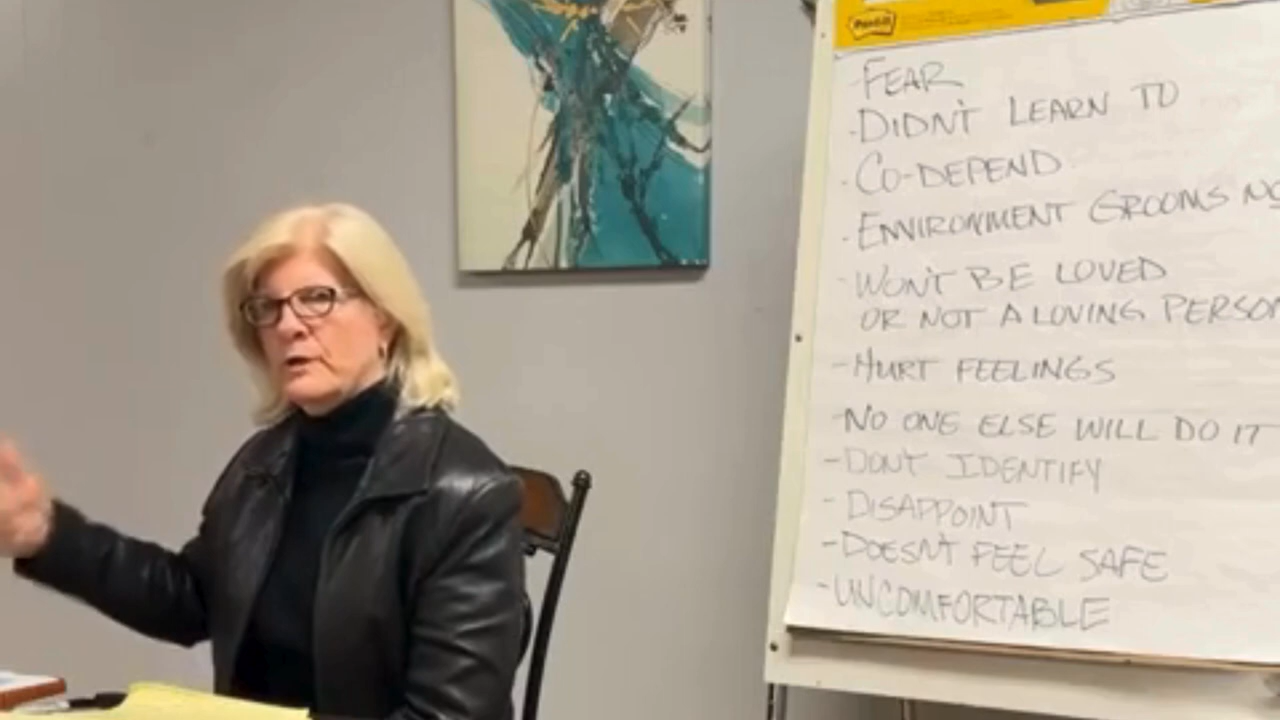 Post-it
- FEAR
- DIDN'T LEARN TO
- CO-DEPEND
- ENVIRONMENT GROOMS
- WON'T BE LOVED
OR NOT A LOVING PERSON
- HURT FEELINGS
- NO ONE ELSE WILL DO IT
- DON'T IDENTIFY
- DISAPPOINT
- DOESN'T FEEL SAFE
- UNCOMFORTABLE